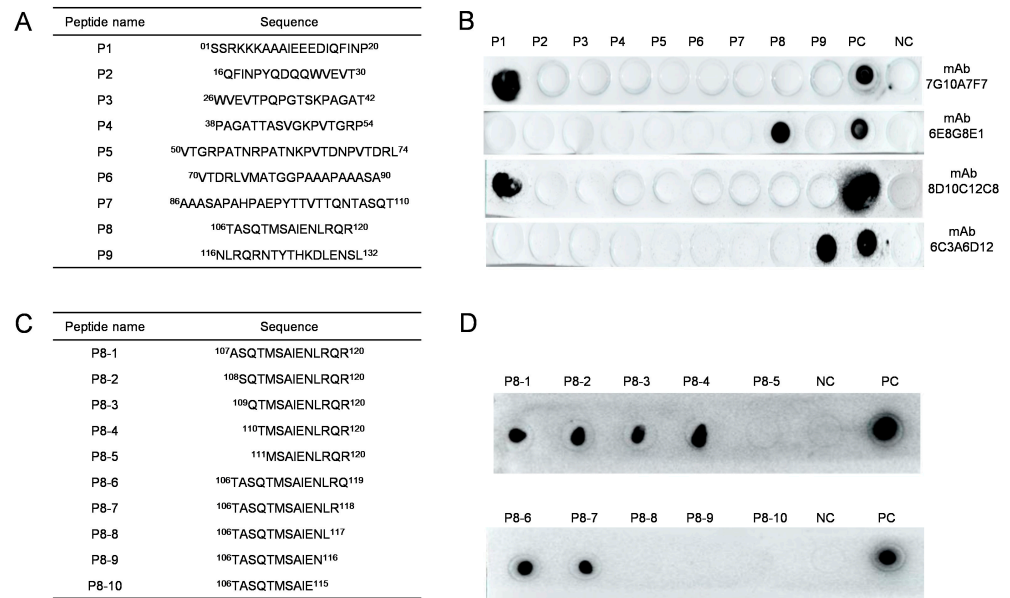 A
Peptide name Sequence
P1 01SSRKKKAAAIEEEDIQFINP20
P2 16QFINPYQDQQWVEVT30
P3 26WVEVTPQPGTSKPAGAT42
P4 38PAGATTASVGKPVTGRP54
P5 50VTGRPATNRPATNKPVTDNPVTDRL74
P6 70VTDRLVMATGGPAAAPAAASA90
P7 86AAASAPAHPAEPYTTVTTQNTASQT110
P8 106TASQTMSAIENLRQR120
P9 116NLRQRNTYTHKDLENSL132
B
P1 P2 P3 P4 P5 P6 P7 P8 P9 PC NC
mAb
7G10A7F7
mAb
6E8G8E1
mAb
8D10C12C8
mAb
6C3A6D12
C
Peptide name Sequence
P8-1 107ASQTMSAIENLRQR120
P8-2 108SQTMSAIENLRQR120
P8-3 109QTMSAIENLRQR120
P8-4 110TMSAIENLRQR120
P8-5 111MSAIENLRQR120
P8-6 106TASQTMSAIENLRQ119
P8-7 106TASQTMSAIENLR118
P8-8 106TASQTMSAIENL117
P8-9 106TASQTMSAIEN116
P8-10 106TASQTMSAIE115
D
P8-1 P8-2 P8-3 P8-4 P8-5 NC PC
P8-6 P8-7 P8-8 P8-9 P8-10 NC PC